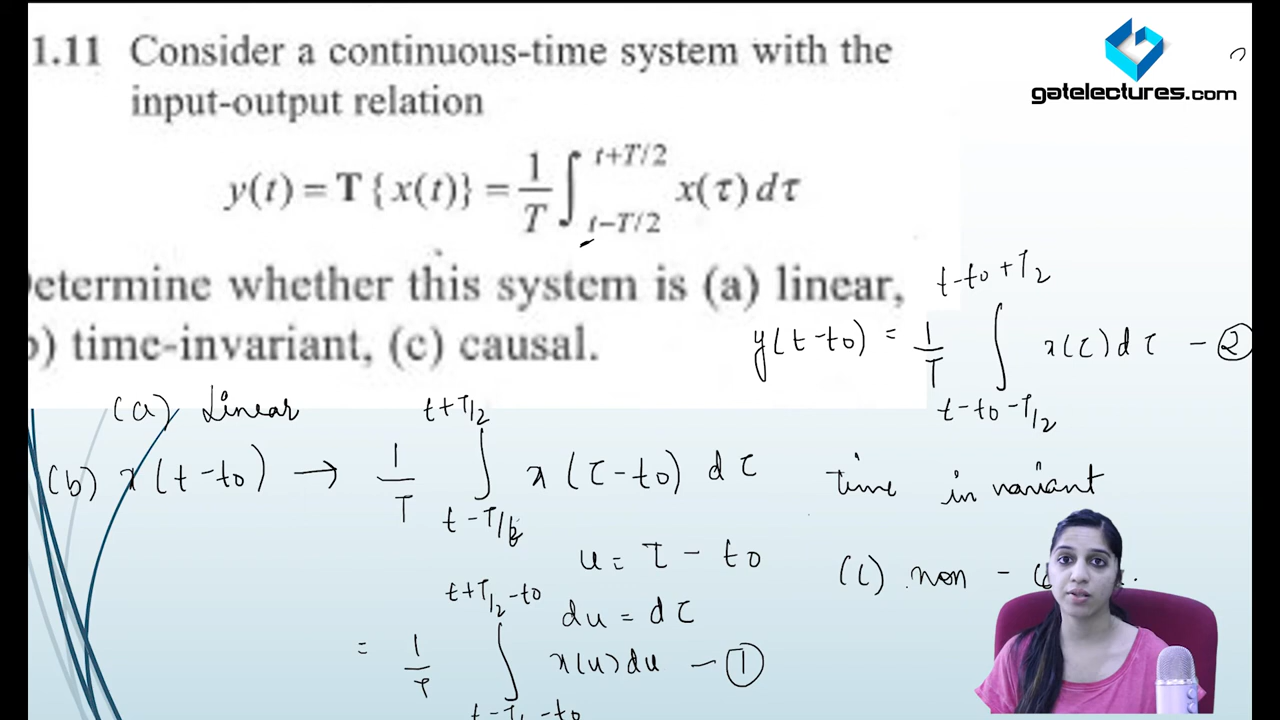 1.11 Consider a continuous-time system with the
input-output relation
y(t) = T {x(t)} = 1/T ∫_{t-T/2}^{t+T/2} x(τ) dτ
etermine whether this system is (a) linear,
) time-invariant, (c) causal.
gatelectures.com
y(t-t0) = 1/T ∫_{t-t0-T/2}^{t-t0+T/2} x(τ) dτ - ②
(a) Linear
(b) x(t-t0) → 1/T ∫_{t-T/2}^{t+T/2} x(τ-t0) dτ
time invariant
u = τ - t0
du = dτ
(c) non -
= 1/T ∫^{t+T/2-t0} x(u) du - ①